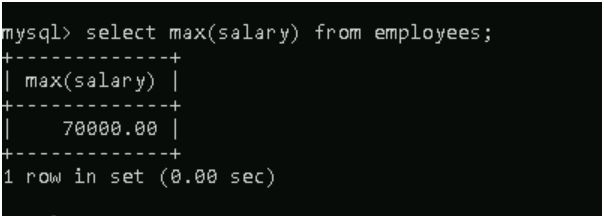 mysql> select max(salary) from employees;
+-------------+
| max(salary) |
+-------------+
|    70000.00 |
+-------------+
1 row in set (0.00 sec)